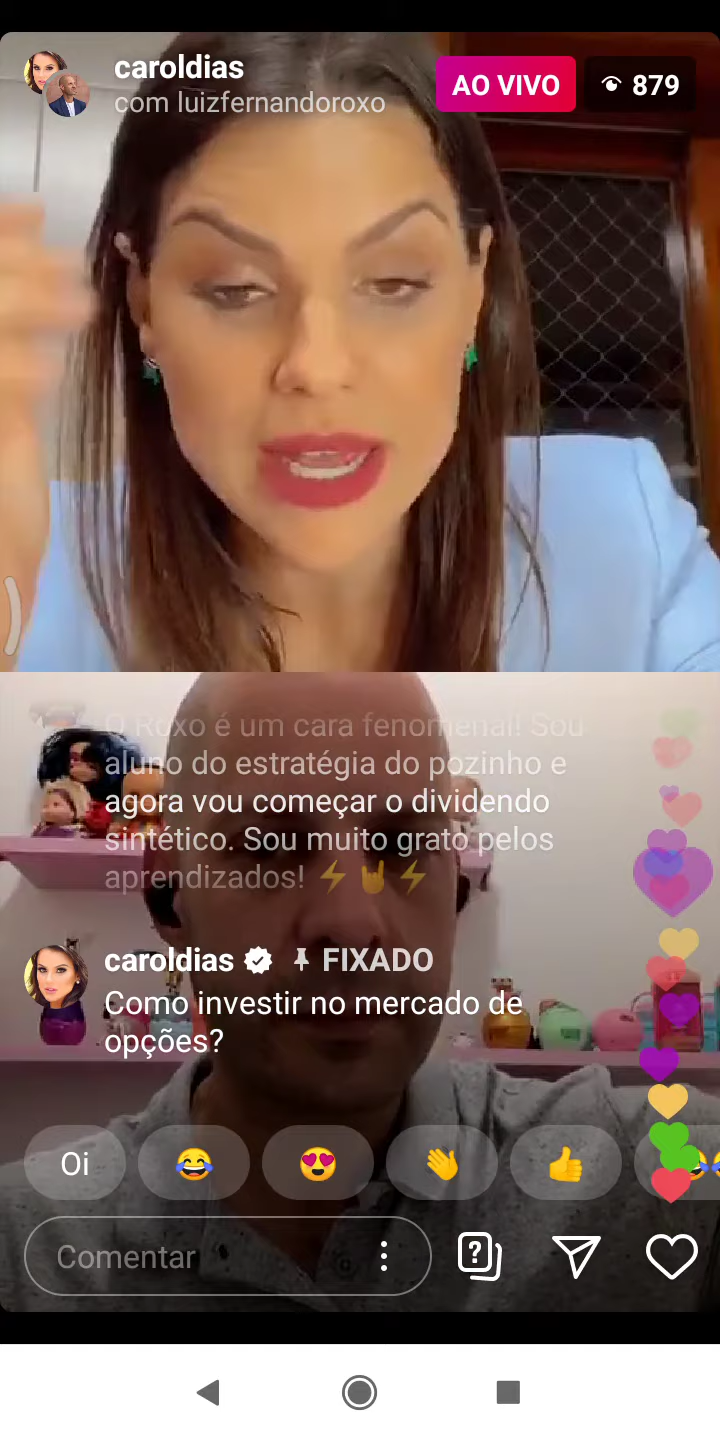 caroldias
com luizfernandoroxo
AO VIVO
879
O Roxo é um cara fenomenal! Sou
aluno do estratégia do pozinho e
agora vou começar o dividendo
sintético. Sou muito grato pelos
aprendizados! ⚡🤘⚡
caroldias FIXADO
Como investir no mercado de
opções?
Oi
Comentar